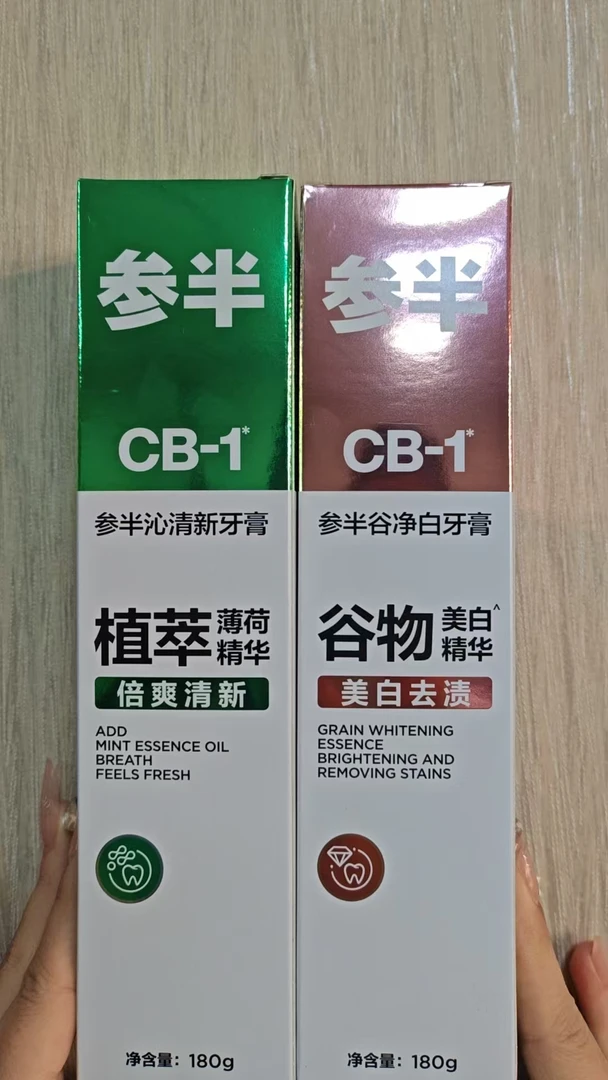 参半
CB-1*
参半沁清新牙膏
植萃 薄荷精华
倍爽清新
ADD
MINT ESSENCE OIL
BREATH
FEELS FRESH
净含量：180g
参半
CB-1*
参半谷净白牙膏
谷物 美白^精华
美白去渍
GRAIN WHITENING
ESSENCE
BRIGHTENING AND
REMOVING STAINS
净含量：180g